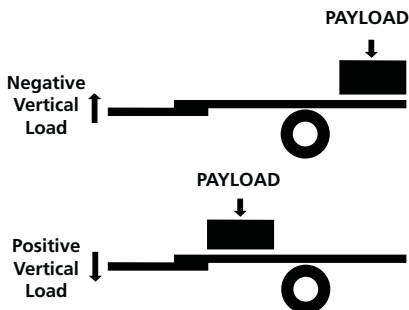 PAYLOAD
Negative
Vertical
Load
PAYLOAD
Positive
Vertical
Load